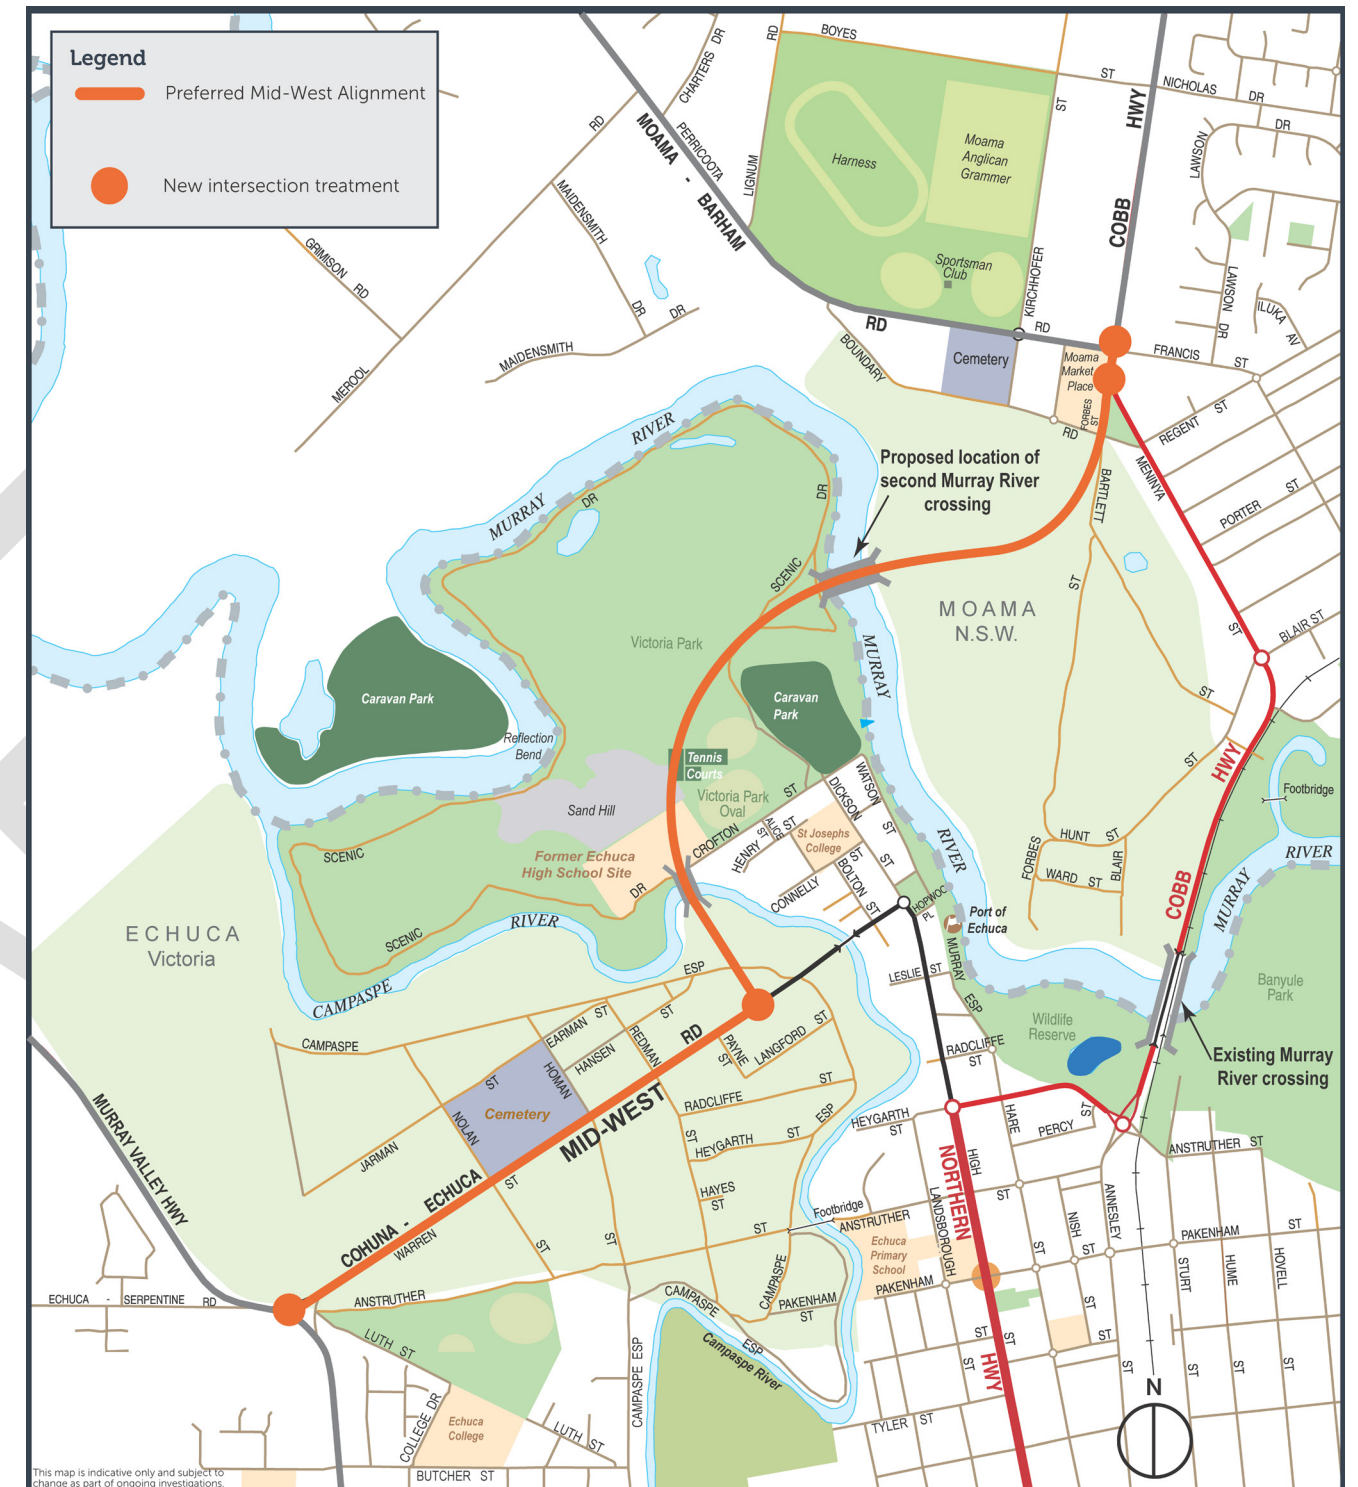 Legend
Preferred Mid-West Alignment
New intersection treatment
BOYES
ST
RD
CHARTERS DR
NICHOLAS
DR
DR
HWY
COBB
LAWSON
MOAMA - BARHAM
RD
PERRICOOTA
LIGNUM
Harness
Moama
Anglican
Grammer
ST
KIRCHHOFER
Sportsman
Club
RD
MAIDENSMITH
DR
DR
MAIDENSMITH
GRIMISON
RD
RD
MEROOL
LAWSON
DR
ILUKA
AV
BOUNDARY
RD
Cemetery
Moama
Market
Place
FORBES
ST
FRANCIS
ST
REGENT
ST
MENINYA
ST
PORTER
ST
BLAIR ST
BARTLETT
ST
ST
ST
Proposed location of
second Murray River
crossing
RIVER
MURRAY
DR
DR
SCENIC
Victoria Park
MOAMA
N.S.W.
MURRAY
Caravan Park
Caravan
Park
Reflection
Bend
Tennis
Courts
Victoria Park
Oval
Sand Hill
Former Echuca
High School Site
SCENIC
SCENIC
DR
CROFTON
ST
HENRY
ST
ALICE
ST
St Josephs
College
DICKSON
ST
WATSON
ST
CONNELLY
ST
BOLTON
ST
HOPWOOD
PL
Port of
Echuca
RIVER
MURRAY
ESP
LESLIE ST
HWY
COBB
Footbridge
RIVER
MURRAY
HUNT ST
FORBES
WARD ST
BLAIR
Banyule
Park
Wildlife
Reserve
Existing Murray
River crossing
ECHUCA
Victoria
RIVER
CAMPASPE
ESP
CAMPASPE
EARMAN ST
HANSEN
REDMAN
HOMAN
ST
RD
PAYNE
ST
LANGFORD
ST
Cemetery
NOLAN
ST
JARMAN
MID-WEST
COHUNA - ECHUCA
WARREN
ST
ST
RADCLIFFE
ST
HEYGARTH
ST
ST
ESP
HAYES
ST
ST
Footbridge
CAMPASPE
PAKENHAM
ST
CAMPASPE
ESP
Campaspe River
CAMPASPE ESP
MURRAY VALLEY HWY
ECHUCA - SERPENTINE RD
ANSTRUTHER
LUTH ST
LUTH ST
COLLEGE DR
Echuca
College
BUTCHER ST
RADCLIFFE
ST
HEYGARTH
ST
HARE
PERCY
ST
ANSTRUTHER ST
NORTHERN
HWY
HIGH
ST
LANDSBOROUGH
ANSTRUTHER
ST
Echuca
Primary
School
PAKENHAM
NISH
ST
ANNESLEY
ST
PAKENHAM
ST
STURT
ST
HUME
ST
HOVELL
ST
ST
ST
ST
ST
ST
TYLER ST
N
This map is indicative only and subject to
change as part of ongoing investigations.